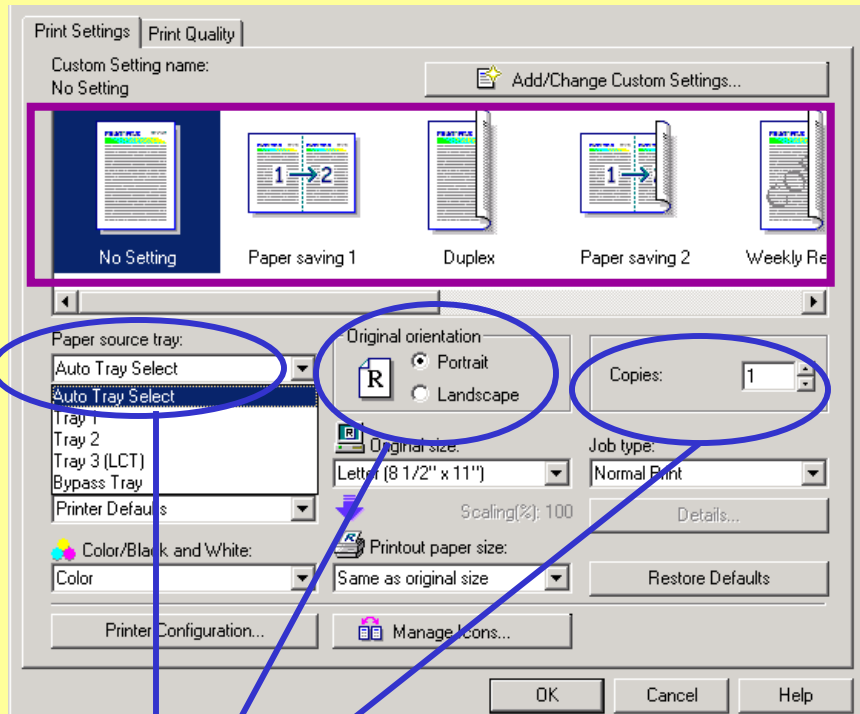 Print Settings
Print Quality
Custom Setting name:
No Setting
Add/Change Custom Settings...
1 → 2
1 →
No Setting
Paper saving 1
Duplex
Paper saving 2
Weekly Re
Paper source tray:
Auto Tray Select
Auto Tray Select
Tray 1
Tray 2
Tray 3 (LCT)
Bypass Tray
Printer Defaults
Original orientation
R
Portrait
Landscape
Copies:
1
R
Original size:
Letter (8 1/2" x 11")
Job type:
Normal Print
Scaling(%): 100
Details...
Color/Black and White:
Color
R
Printout paper size:
Same as original size
Restore Defaults
Printer Configuration...
Manage Icons...
OK
Cancel
Help